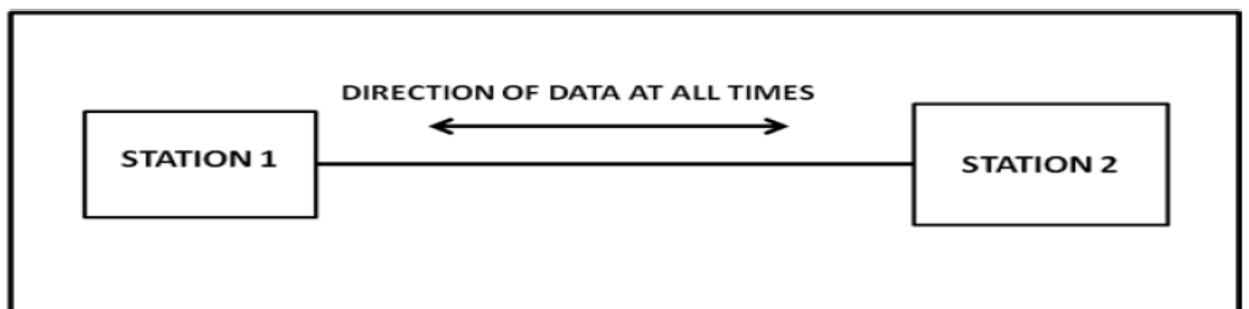 DIRECTION OF DATA AT ALL TIMES
STATION 1
STATION 2